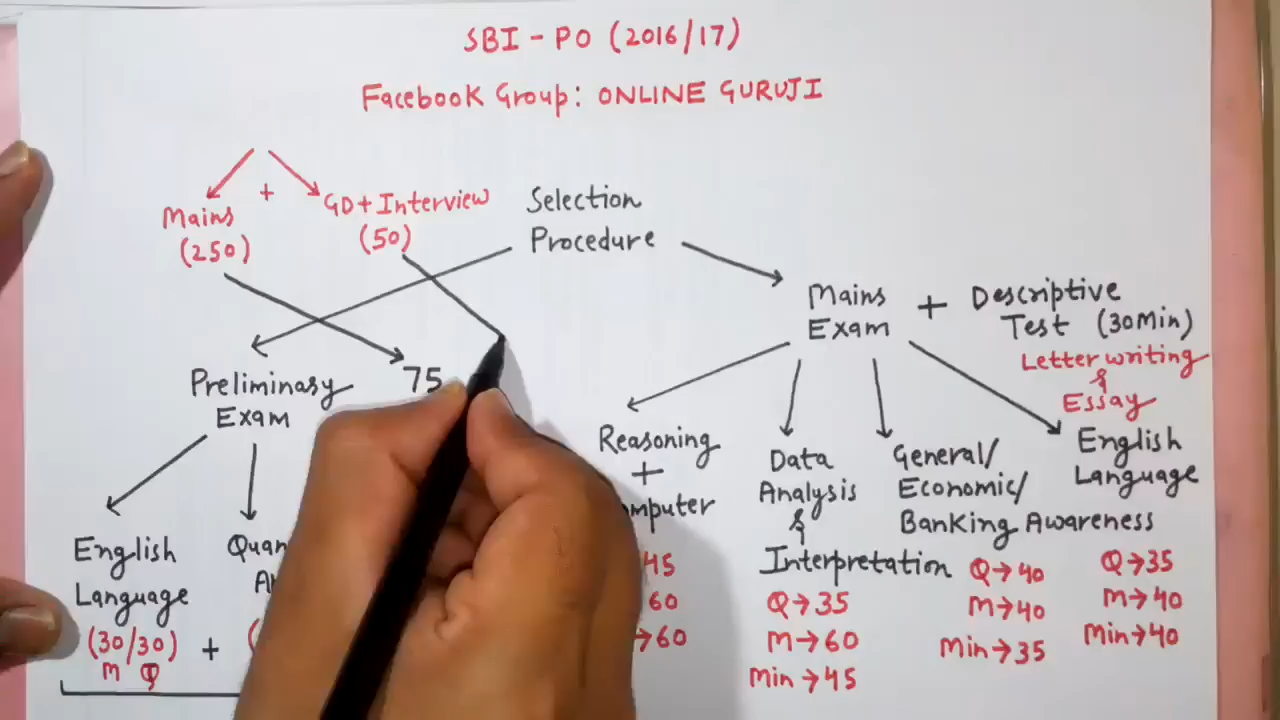 SBI - PO (2016/17)
Facebook Group: ONLINE GURUJI
Mains
(250)
+
GD+Interview
(50)
Selection
Procedure
Preliminary
Exam
75
Mains
Exam
+
Descriptive
Test (30Min)
Letter writing
&
Essay
English
Language
(30/30)
M Q
+
Reasoning
+
Data
Analysis
&
Interpretation
Q→35
M→60
Min→45
General/
Economic/
Banking Awareness
Q→40
M→40
Min→35
English
Language
Q→35
M→40
Min→40
45
60
→60